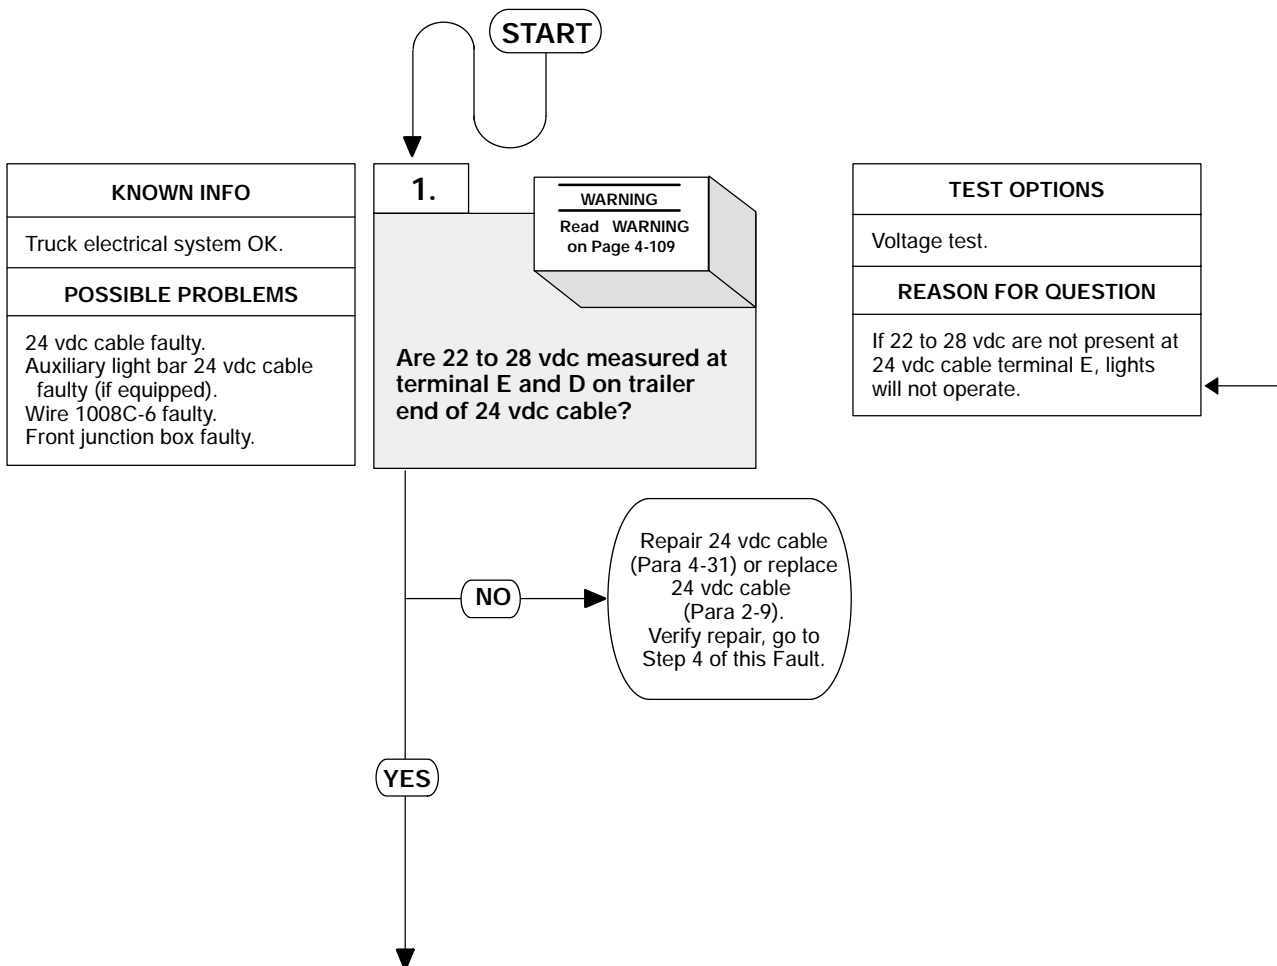 START
KNOWN INFO
Truck electrical system OK.
POSSIBLE PROBLEMS
24 vdc cable faulty.
Auxiliary light bar 24 vdc cable
faulty (if equipped).
Wire 1008C-6 faulty.
Front junction box faulty.
1.
WARNING
Read WARNING
on Page 4-109
Are 22 to 28 vdc measured at
terminal E and D on trailer
end of 24 vdc cable?
TEST OPTIONS
Voltage test.
REASON FOR QUESTION
If 22 to 28 vdc are not present at
24 vdc cable terminal E, lights
will not operate.
NO
Repair 24 vdc cable
(Para 4-31) or replace
24 vdc cable
(Para 2-9).
Verify repair, go to
Step 4 of this Fault.
YES